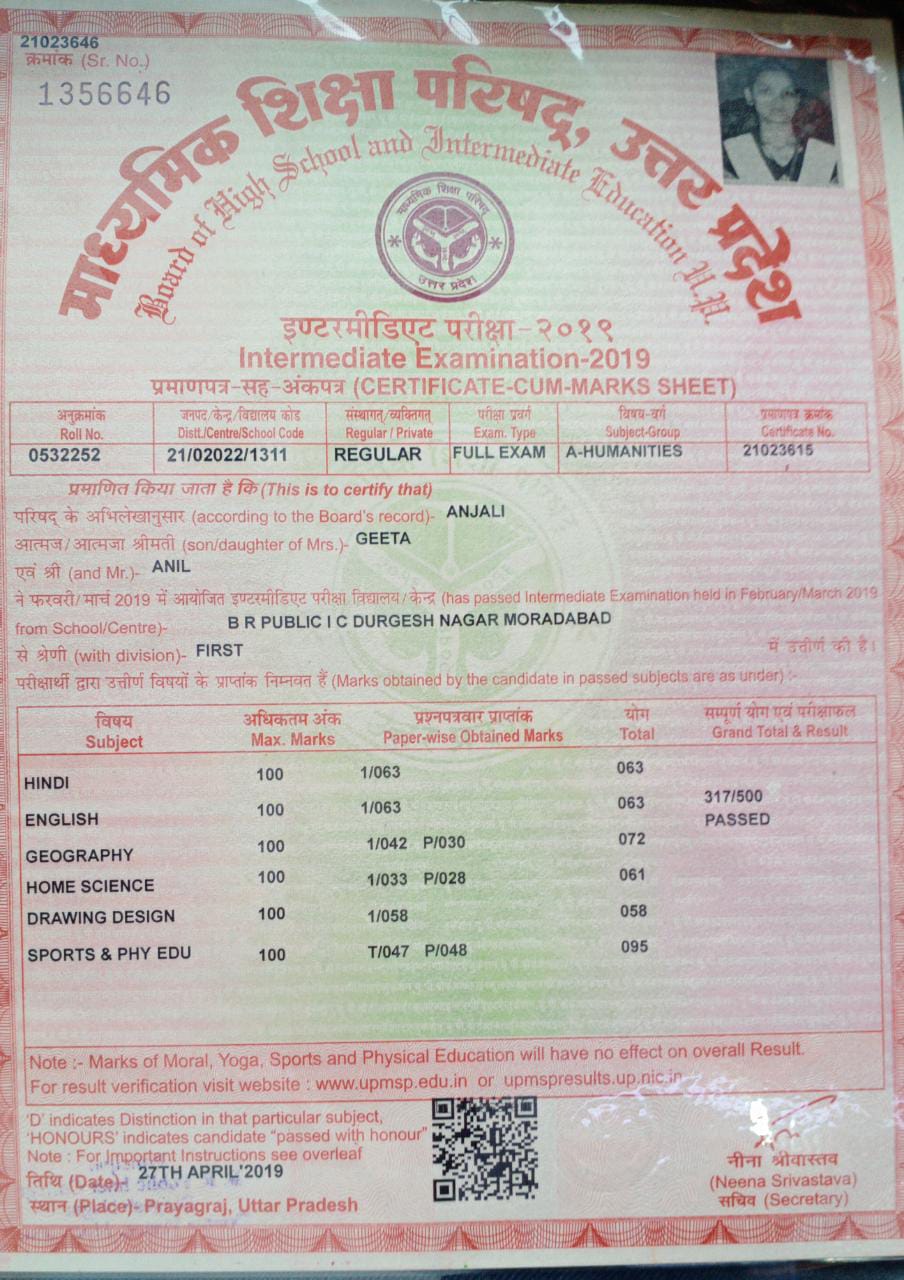 21023646
क्रमांक (Sr. No.)
1356646
माध्यमिक शिक्षा परिषद्, उत्तर प्रदेश
Board of High School and Intermediate Education U.P.
माध्यमिक शिक्षा परिषद्
उत्तर प्रदेश
इण्टरमीडिएट परीक्षा-२०१९
Intermediate Examination-2019
प्रमाणपत्र-सह-अंकपत्र (CERTIFICATE-CUM-MARKS SHEET)
अनुक्रमांक जनपद/केन्द्र/विद्यालय कोड संस्थागत/व्यक्तिगत् परीक्षा प्रवर्ग विषय-वर्ग प्रमाणपत्र क्रमांक
Roll No. Distt./Centre/School Code Regular / Private Exam. Type Subject-Group Certificate No.
0532252 21/02022/1311 REGULAR FULL EXAM A-HUMANITIES 21023615
प्रमाणित किया जाता है कि (This is to certify that)
परिषद् के अभिलेखानुसार (according to the Board's record)- ANJALI
आत्मज/आत्मजा श्रीमती (son/daughter of Mrs.)- GEETA
एवं श्री (and Mr.)- ANIL
ने फरवरी/मार्च 2019 में आयोजित इण्टरमीडिएट परीक्षा विद्यालय/केन्द्र (has passed Intermediate Examination held in February/March 2019
from School/Centre)- B R PUBLIC I C DURGESH NAGAR MORADABAD
से श्रेणी (with division)- FIRST में उत्तीर्ण की है।
परीक्षार्थी द्वारा उत्तीर्ण विषयों के प्राप्तांक निम्नवत हैं (Marks obtained by the candidate in passed subjects are as under) :-
विषय अधिकतम अंक प्रश्नपत्रवार प्राप्तांक योग सम्पूर्ण योग एवं परीक्षाफल
Subject Max. Marks Paper-wise Obtained Marks Total Grand Total & Result
HINDI 100 1/063 063
ENGLISH 100 1/063 063 317/500
PASSED
GEOGRAPHY 100 1/042 P/030 072
HOME SCIENCE 100 1/033 P/028 061
DRAWING DESIGN 100 1/058 058
SPORTS & PHY EDU 100 T/047 P/048 095
Note :- Marks of Moral, Yoga, Sports and Physical Education will have no effect on overall Result.
For result verification visit website : www.upmsp.edu.in or upmspresults.up.nic.in
'D' indicates Distinction in that particular subject,
'HONOURS' indicates candidate "passed with honour"
Note : For Important Instructions see overleaf
तिथि (Date)- 27TH APRIL'2019
स्थान (Place)- Prayagraj, Uttar Pradesh
नीना श्रीवास्तव
(Neena Srivastava)
सचिव (Secretary)